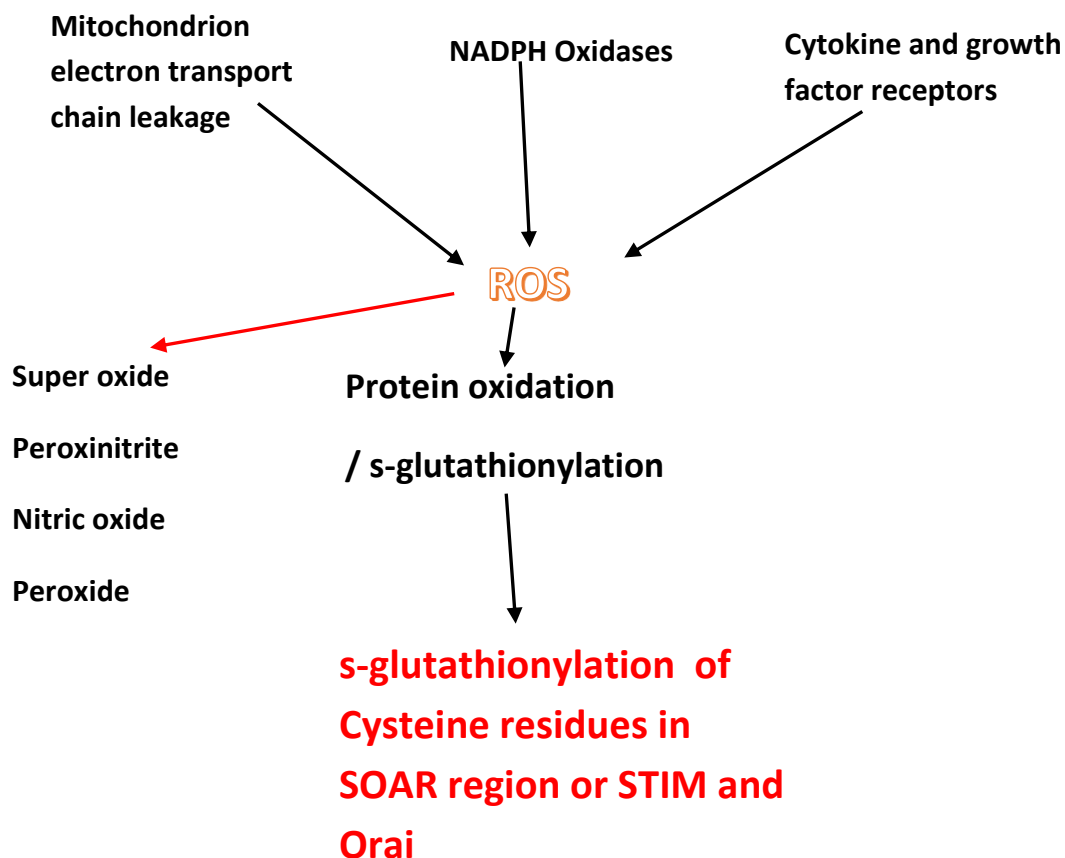 Mitochondrion
electron transport
chain leakage
NADPH Oxidases
Cytokine and growth
factor receptors
ROS
Super oxide
Peroxinitrite
Nitric oxide
Peroxide
Protein oxidation
/ s-glutathionylation
s-glutathionylation of
Cysteine residues in
SOAR region or STIM and
Orai